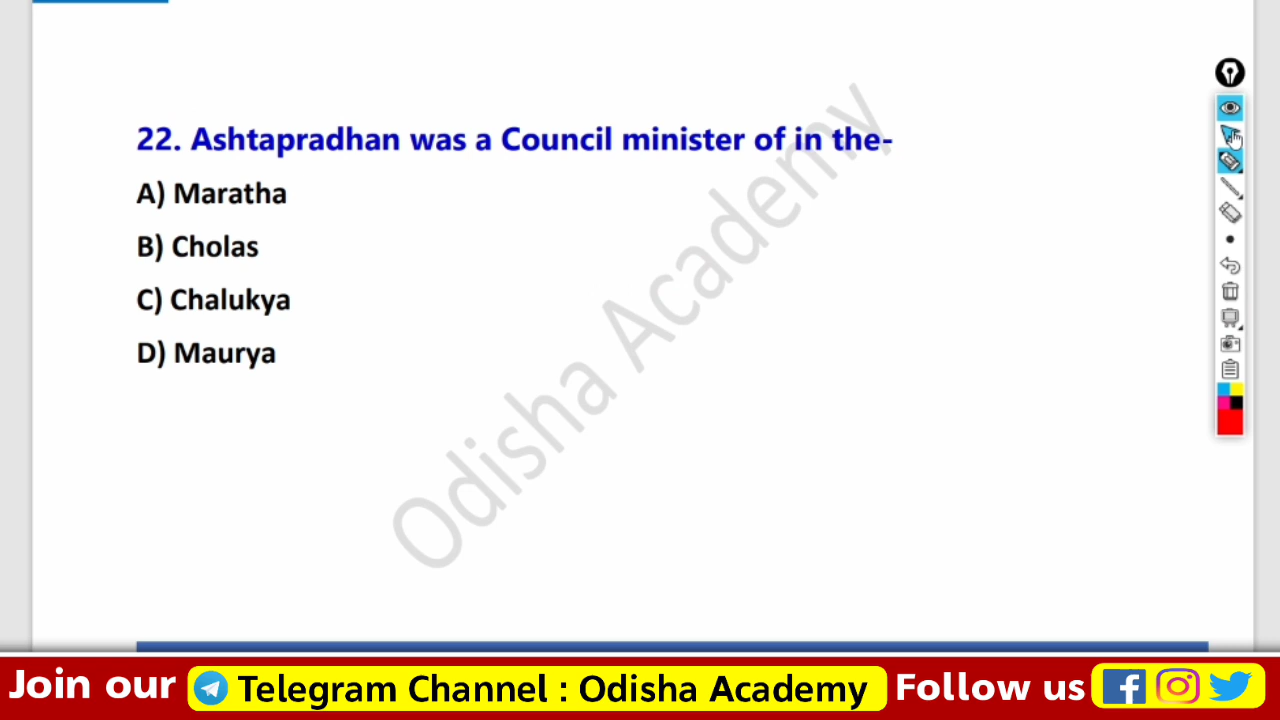 22. Ashtapradhan was a Council minister of in the-
A) Maratha
B) Cholas
C) Chalukya
D) Maurya
Odisha Academy
Join our Telegram Channel : Odisha Academy Follow us